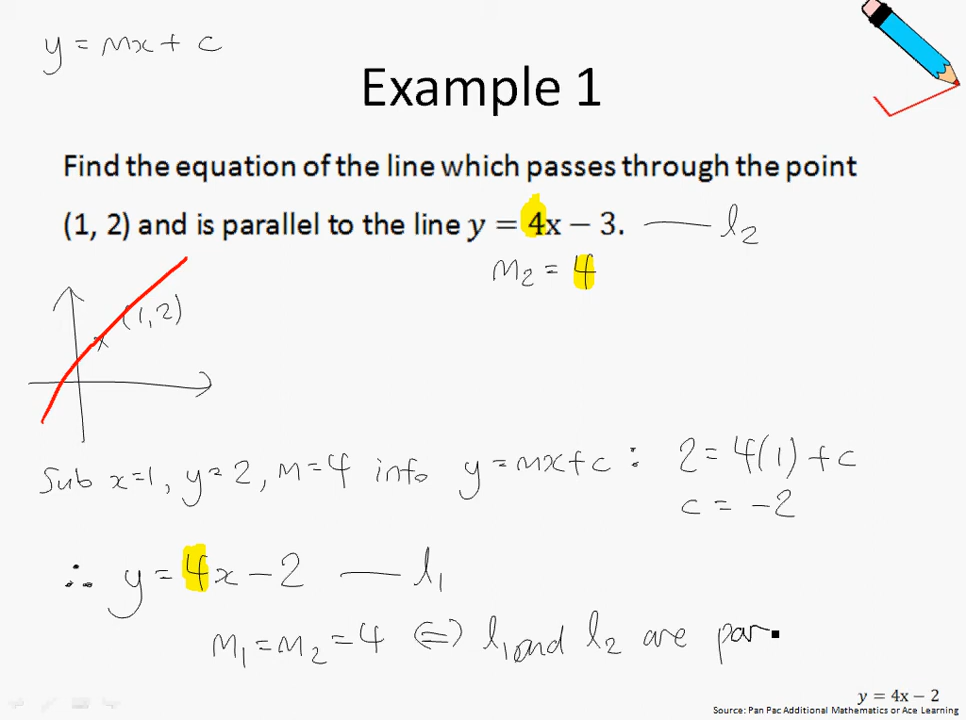 y = mx + c
Example 1
Find the equation of the line which passes through the point
(1, 2) and is parallel to the line y = 4x − 3. — l₂
m₂ = 4
(1,2)
Sub x=1, y=2, m=4 into y=mx+c : 2=4(1)+c
c = −2
∴ y = 4x − 2 — l₁
m₁ = m₂ = 4 ⇔ l₁ and l₂ are par
y = 4x − 2
Source: Pan Pac Additional Mathematics or Ace Learning